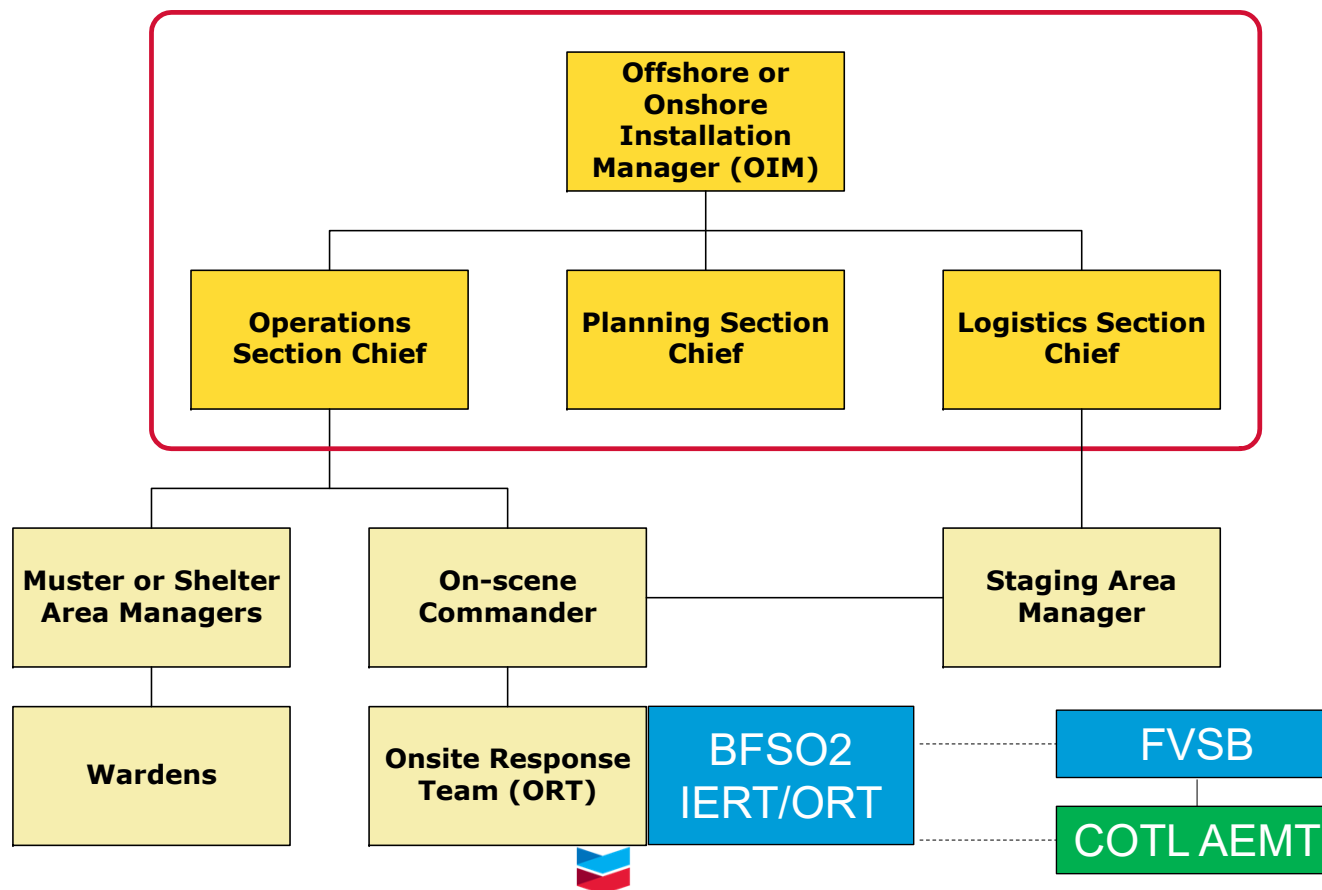 Offshore or
Onshore
Installation
Manager (OIM)
Operations
Section Chief
Planning Section
Chief
Logistics Section
Chief
Muster or Shelter
Area Managers
On-scene
Commander
Staging Area
Manager
Wardens
Onsite Response
Team (ORT)
BFSO2
IERT/ORT
FVSB
COTL AEMT